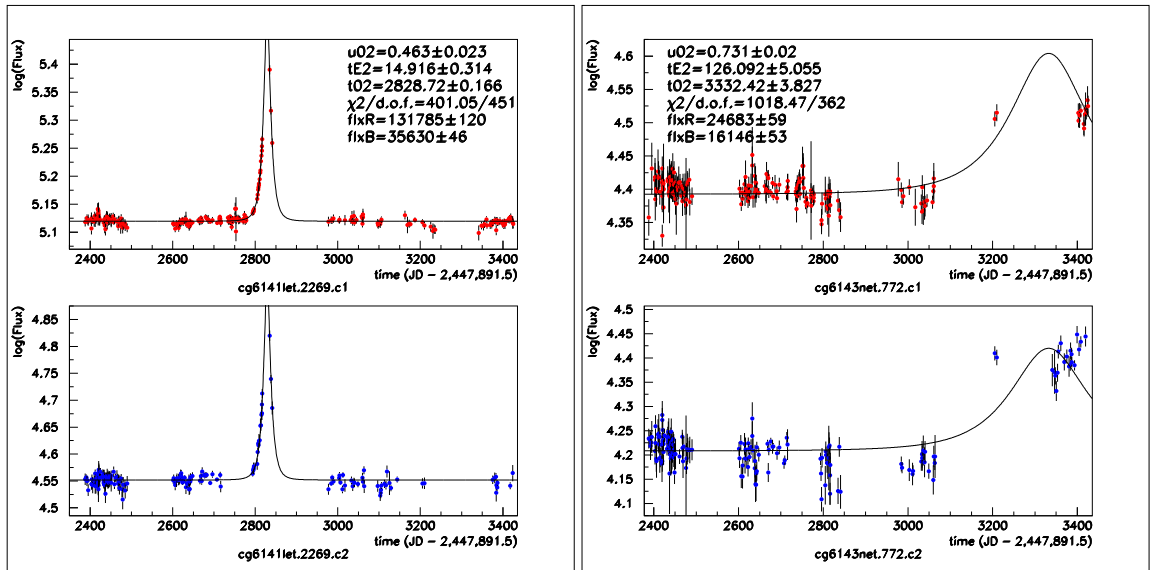 log(Flux)
5.4
5.35
5.3
5.25
5.2
5.15
5.1
u02=0.463±0.023
tE2=14.916±0.314
t02=2828.72±0.166
χ2/d.o.f.=401.05/451
flxR=131785±120
flxB=35630±46
2400 2600 2800 3000 3200 3400
time (JD - 2,447,891.5)
cg6141let.2269.c1
log(Flux)
4.85
4.8
4.75
4.7
4.65
4.6
4.55
4.5
2400 2600 2800 3000 3200 3400
time (JD - 2,447,891.5)
cg6141let.2269.c2
log(Flux)
4.6
4.55
4.5
4.45
4.4
4.35
u02=0.731±0.02
tE2=126.092±5.055
t02=3332.42±3.827
χ2/d.o.f.=1018.47/362
flxR=24683±59
flxB=16146±53
2400 2600 2800 3000 3200 3400
time (JD - 2,447,891.5)
cg6143net.772.c1
log(Flux)
4.5
4.45
4.4
4.35
4.3
4.25
4.2
4.15
4.1
2400 2600 2800 3000 3200 3400
time (JD - 2,447,891.5)
cg6143net.772.c2